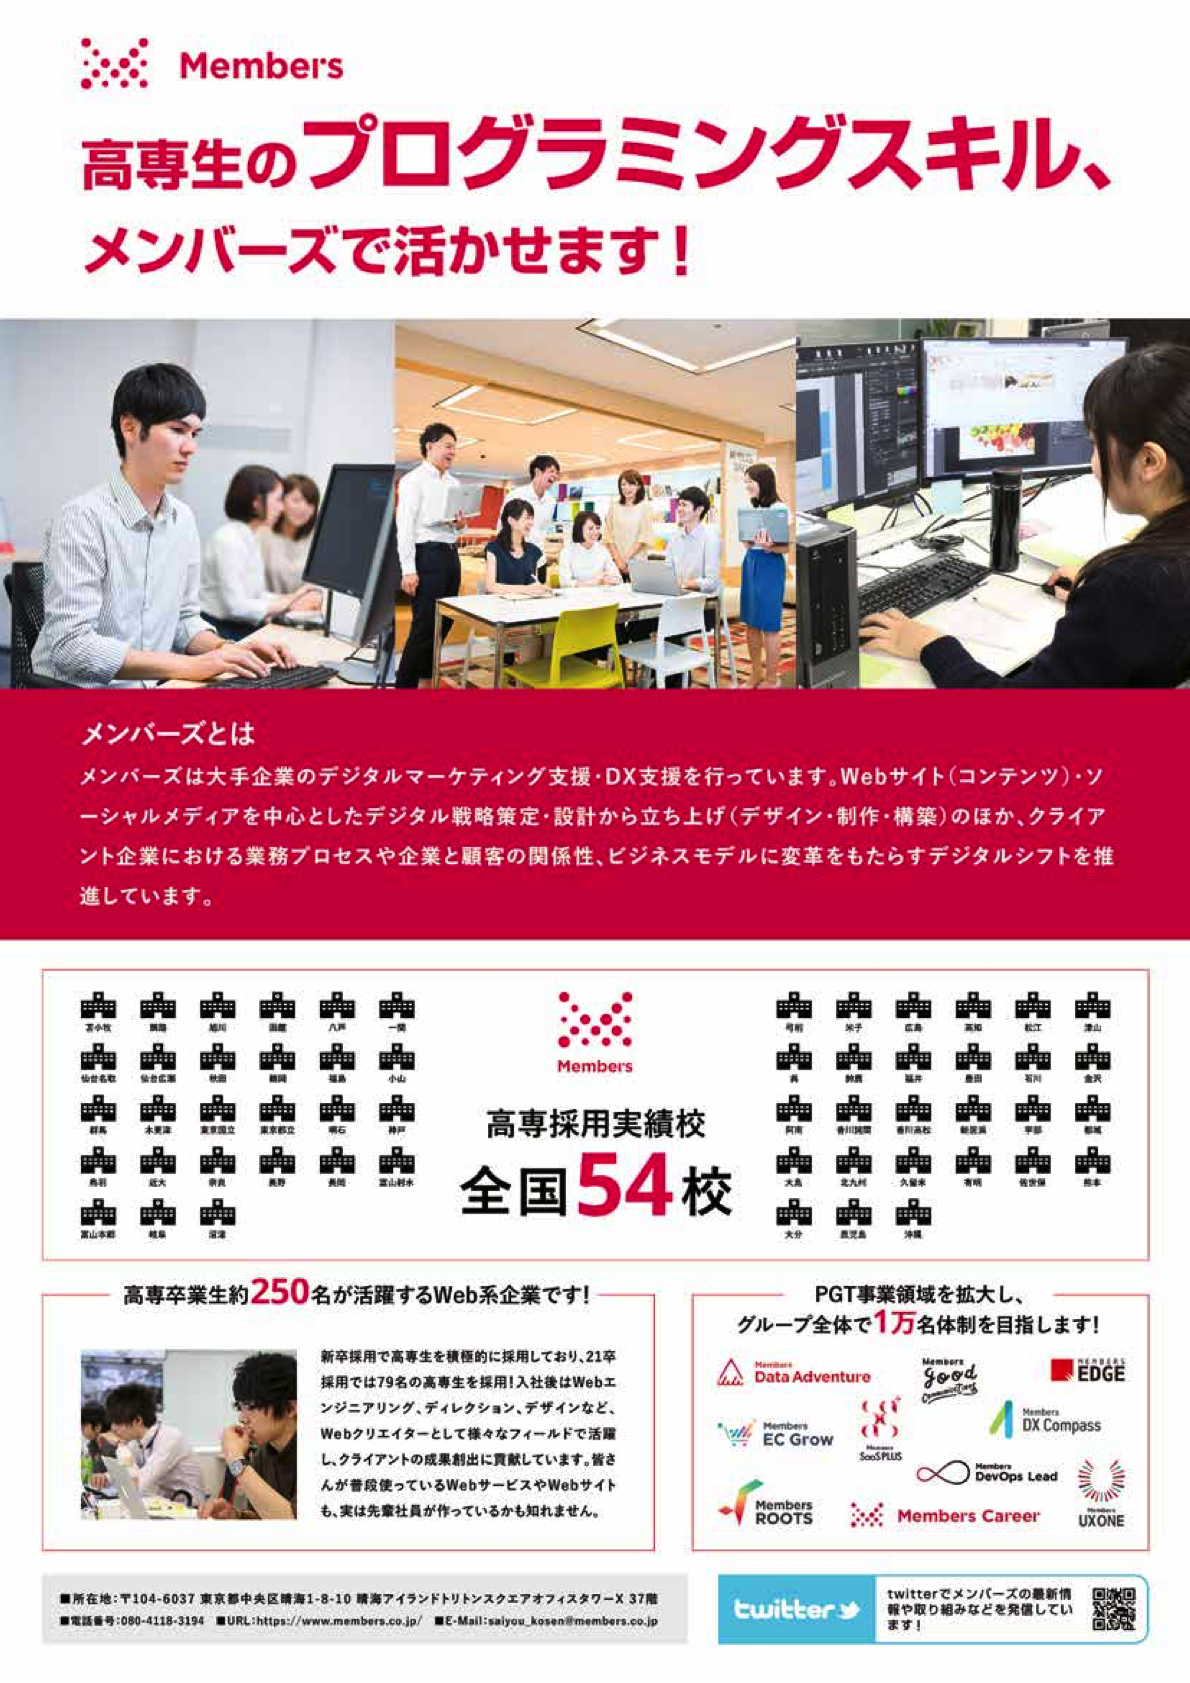 Members
高専生のプログラミングスキル、
メンバーズで活かせます！
メンバーズとは
メンバーズは大手企業のデジタルマーケティング支援・DX支援を行っています。Webサイト（コンテンツ）・ソ
ーシャルメディアを中心としたデジタル戦略策定・設計から立ち上げ（デザイン・制作・構築）のほか、クライア
ント企業における業務プロセスや企業と顧客の関係性、ビジネスモデルに変革をもたらすデジタルシフトを推
進しています。
苫小牧 釧路 旭川 函館 八戸 一関
仙台名取 仙台広瀬 秋田 鶴岡 福島 小山
群馬 木更津 東京国立 東京都立 明石 神戸
鳥羽 近大 奈良 長野 長岡 富山射水
富山本郷 岐阜 沼津
Members
高専採用実績校
全国54校
弓削 米子 広島 高知 松江 津山
呉 鈴鹿 福井 豊田 石川 金沢
阿南 香川詫間 香川高松 新居浜 宇部 都城
大島 北九州 久留米 有明 佐世保 熊本
大分 鹿児島 沖縄
高専卒業生約250名が活躍するWeb系企業です！
新卒採用で高専生を積極的に採用しており、21卒
採用では79名の高専生を採用！入社後はWebエ
ンジニアリング、ディレクション、デザインなど、
Webクリエイターとして様々なフィールドで活躍
し、クライアントの成果創出に貢献しています。皆さ
んが普段使っているWebサービスやWebサイト
も、実は先輩社員が作っているかも知れません。
PGT事業領域を拡大し、
グループ全体で1万名体制を目指します！
Members
Data Adventure
Members
good
Communications
MEMBERS
EDGE
Members
EC Grow
Members
SaaSPLUS
Members
DX Compass
Members
DevOps Lead
Members
ROOTS
Members Career
Members
UXONE
■所在地：〒104-6037 東京都中央区晴海1-8-10 晴海アイランドトリトンスクエアオフィスタワーX 37階
■電話番号：080-4118-3194 ■URL：https://www.members.co.jp/ ■E-Mail：saiyou_kosen@members.co.jp
twitter
twitterでメンバーズの最新情
報や取り組みなどを発信してい
ます！